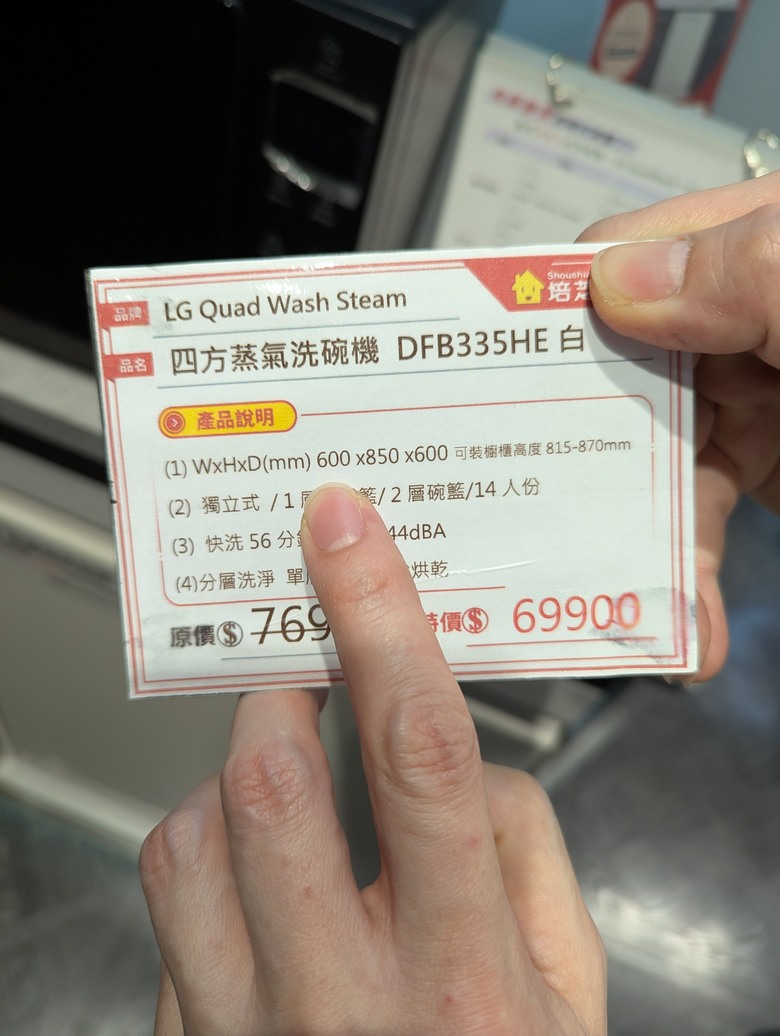 Shoushin
培芝
品牌 LG Quad Wash Steam
品名 四方蒸氣洗碗機 DFB335HE 白
產品說明
(1) WxHxD(mm) 600 x850 x600 可裝櫥櫃高度 815-870mm
(2) 獨立式 / 1 籃/ 2 層碗籃/14 人份
(3) 快洗 56 分 44dBA
(4)分層洗淨 單 烘乾
原價$ 769 特價$ 69900